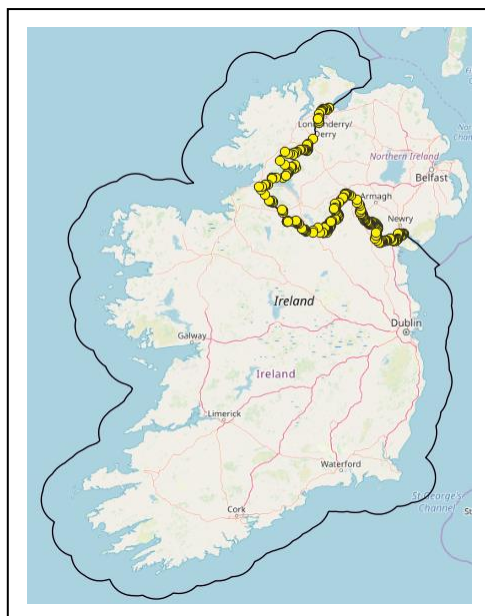 Londonderry/
Derry
Northern Ireland
Belfast
Armagh
Newry
Ireland
Dublin
Galway
Ireland
Limerick
Waterford
St George's
Channel
Cork